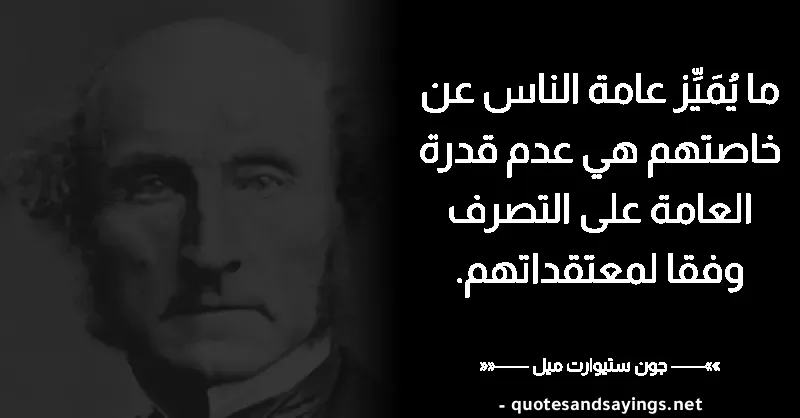 ما يُمَيِّز عامة الناس عن
خاصتهم هي عدم قدرة
العامة على التصرف
وفقا لمعتقداتهم.
»»—— جون ستيوارت ميل ——««
- quotesandsayings.net